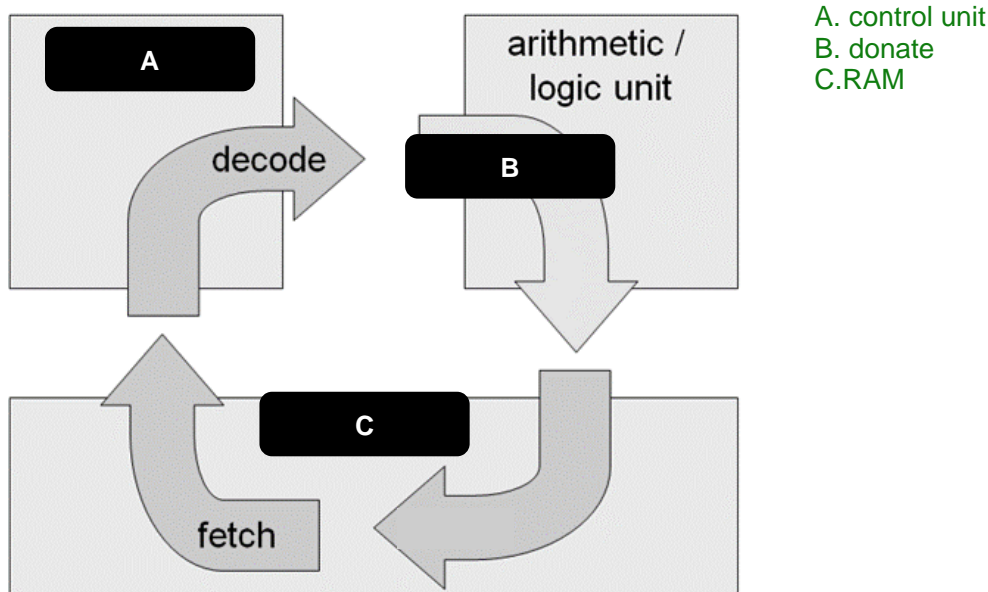 A
arithmetic /
logic unit
decode
B
C
fetch
A. control unit
B. donate
C.RAM